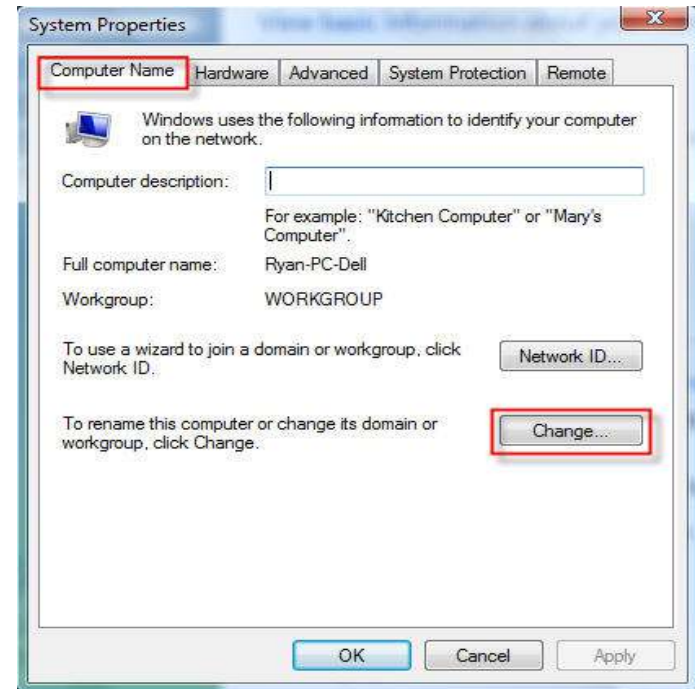 System Properties
Computer Name Hardware Advanced System Protection Remote
Windows uses the following information to identify your computer
on the network.
Computer description:
For example: "Kitchen Computer" or "Mary's
Computer".
Full computer name: Ryan-PC-Dell
Workgroup: WORKGROUP
To use a wizard to join a domain or workgroup, click
Network ID.
Network ID...
To rename this computer or change its domain or
workgroup, click Change.
Change...
OK Cancel Apply